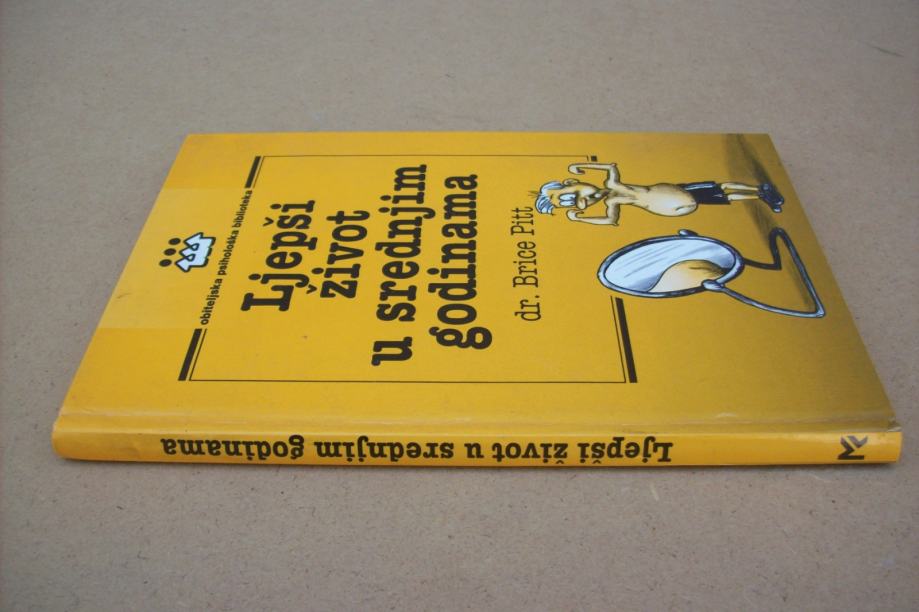 obiteljska psihološka biblioteka
Ljepši
život
u srednjim
godinama
dr. Brice Pitt
Ljepši život u srednjim godinama